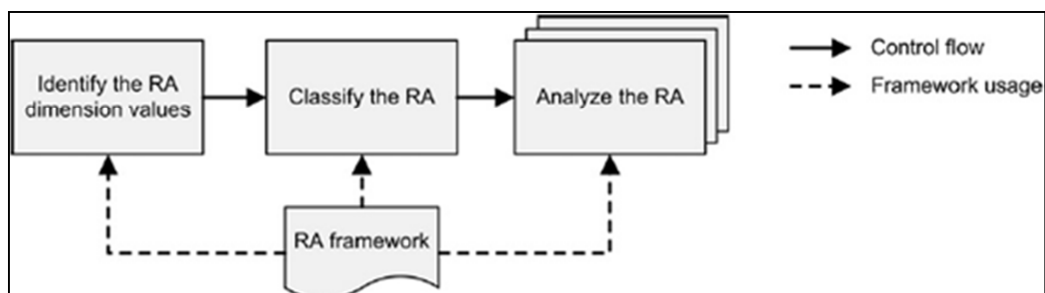 Identify the RA
dimension values
Classify the RA
Analyze the RA
Control flow
Framework usage
RA framework